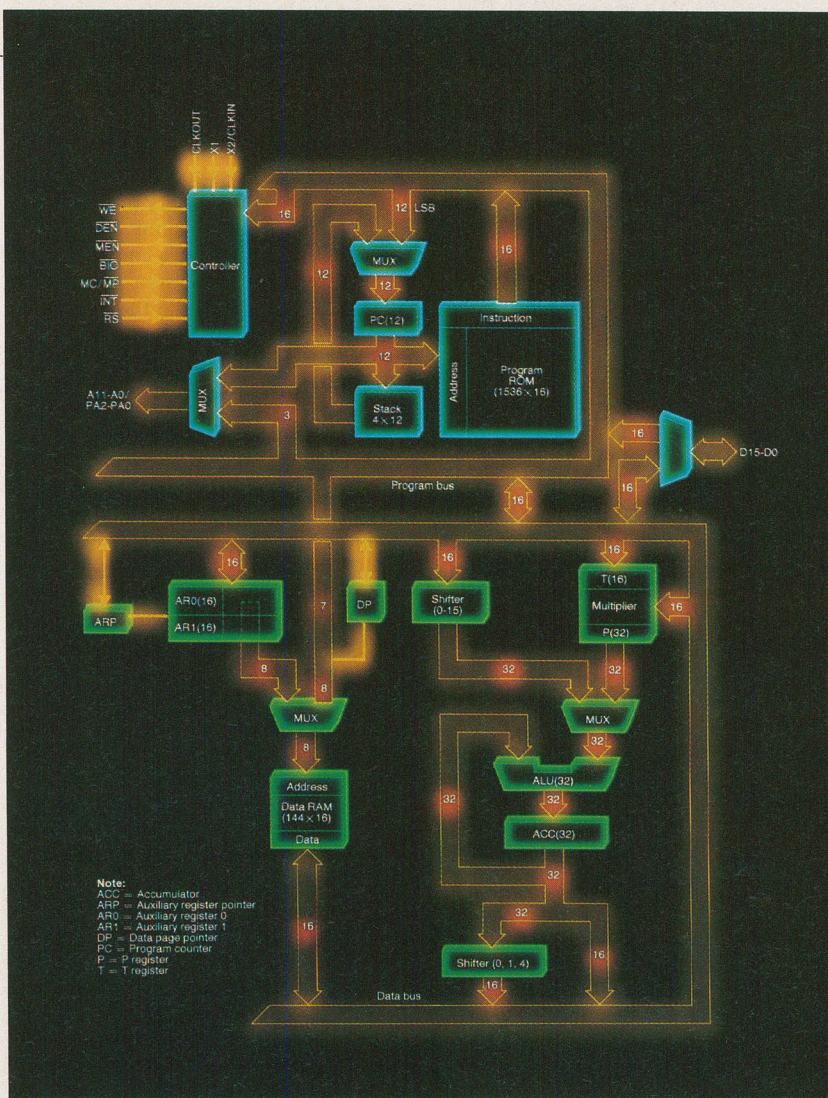 CLKOUT
X1
X2/CLKIN
WE
DEN
MEN
BIO
MC/MP
INT
RS
Controller
16
12 LSB
16
12
MUX
12
PC(12)
12
Instruction
Address
Program
ROM
(1536 × 16)
A11-A0/
PA2-PA0
MUX
3
Stack
4 × 12
16
D15-D0
Program bus
16
16
16
16
16
ARP
AR0(16)
AR1(16)
7
DP
Shifter
(0-15)
T(16)
Multiplier
P(32)
16
8
8
32
32
MUX
MUX
8
32
Address
Data RAM
(144 × 16)
Data
ALU(32)
32
32
ACC(32)
32
32
16
16
Shifter (0, 1, 4)
16
Data bus
Note:
ACC = Accumulator
ARP = Auxiliary register pointer
AR0 = Auxiliary register 0
AR1 = Auxiliary register 1
DP = Data page pointer
PC = Program counter
P = P register
T = T register